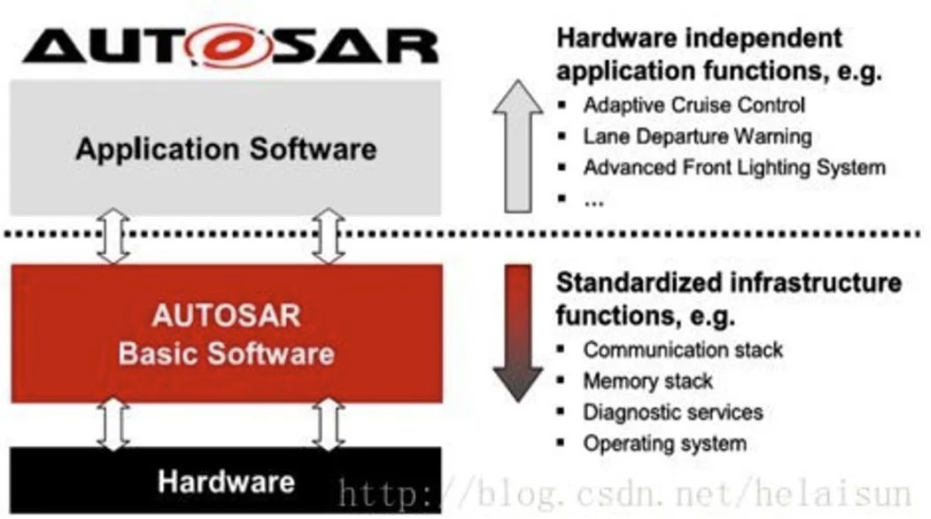 AUTOSAR
Application Software
Hardware independent
application functions, e.g.
▪ Adaptive Cruise Control
▪ Lane Departure Warning
▪ Advanced Front Lighting System
▪ ...
AUTOSAR
Basic Software
Standardized infrastructure
functions, e.g.
▪ Communication stack
▪ Memory stack
▪ Diagnostic services
▪ Operating system
Hardware
http://blog.csdn.net/helaisun